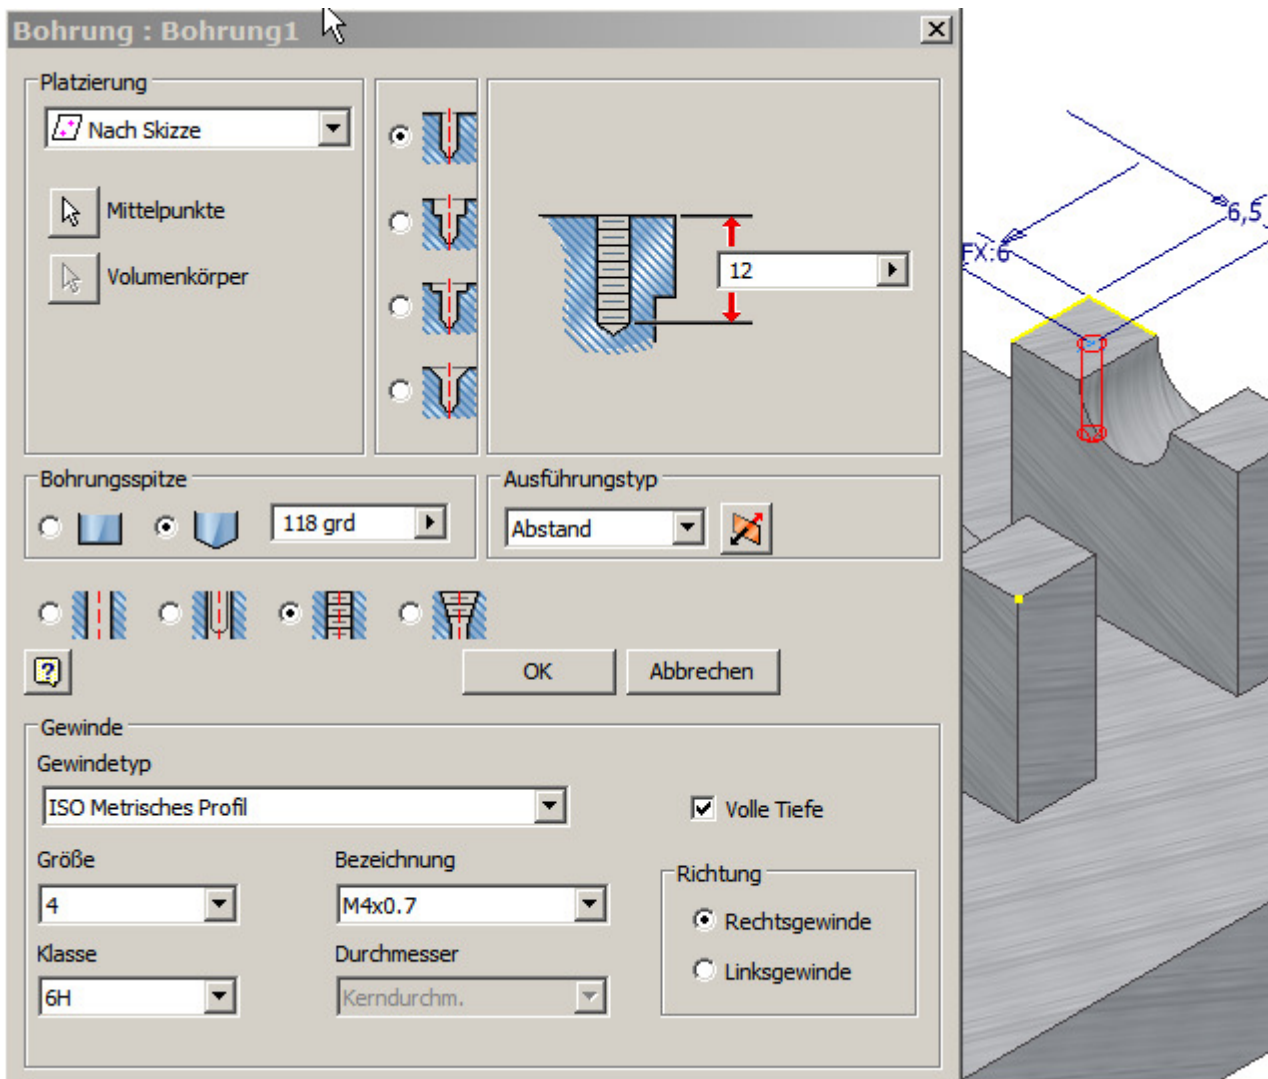 Bohrung : Bohrung1
Platzierung
Nach Skizze
Mittelpunkte
Volumenkörper
12
Bohrungsspitze
118 grd
Ausführungstyp
Abstand
?
OK
Abbrechen
Gewinde
Gewindetyp
ISO Metrisches Profil
Volle Tiefe
Größe
Bezeichnung
4
M4x0.7
Klasse
Durchmesser
6H
Kerndurchm.
Richtung
Rechtsgewinde
Linksgewinde
6,5
FX:6